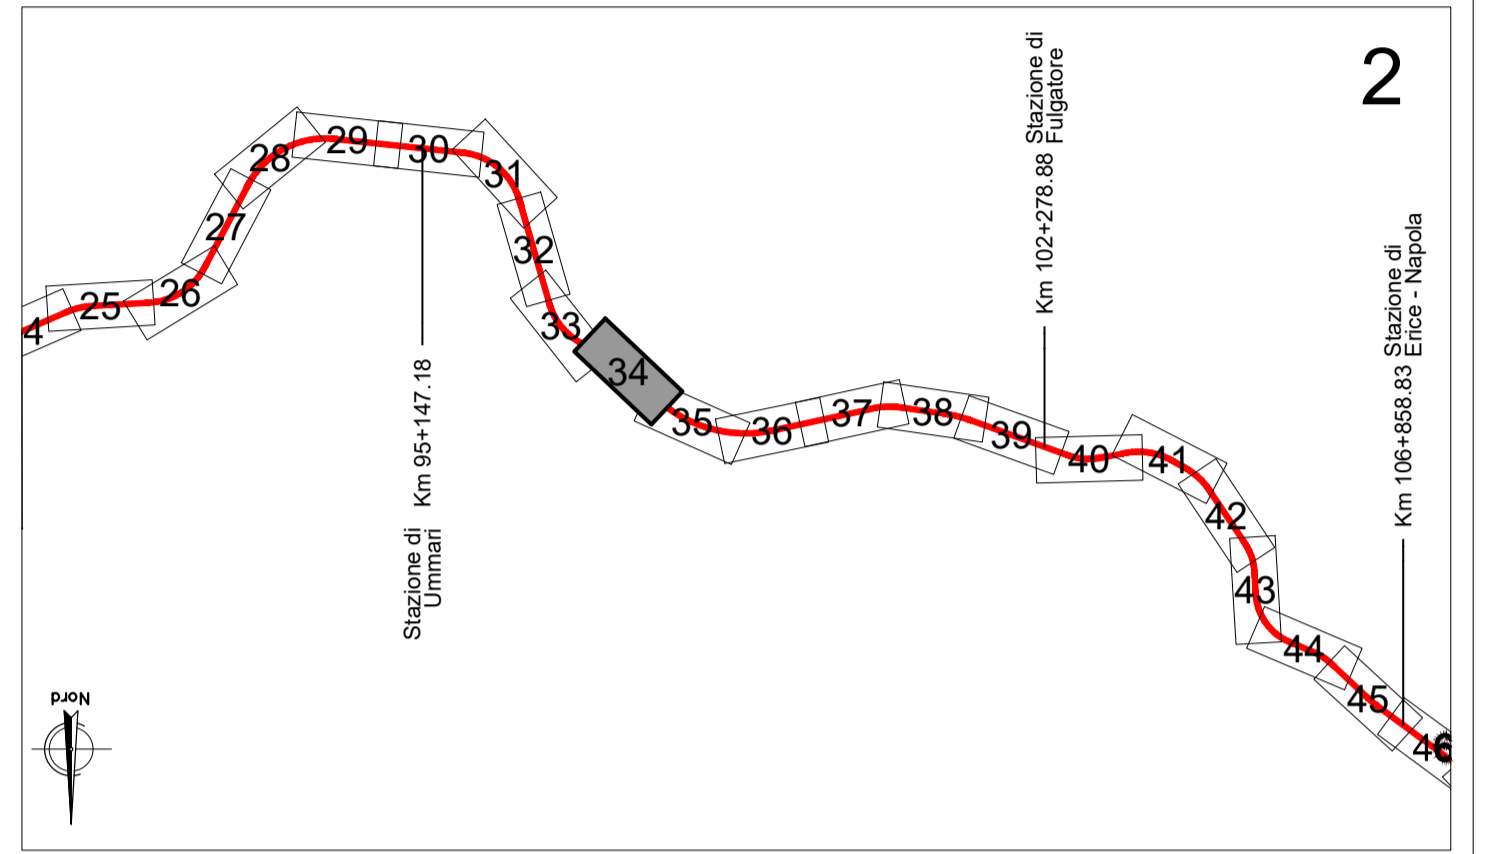 2
Stazione di
Fulgatore
Km 102+278.88
Stazione di
Erice - Napola
Km 106+858.83
Stazione di
Ummari
Km 95+147.18
4
25
26
27
28
29
30
31
32
33
34
35
36
37
38
39
40
41
42
43
44
45
46
Nord